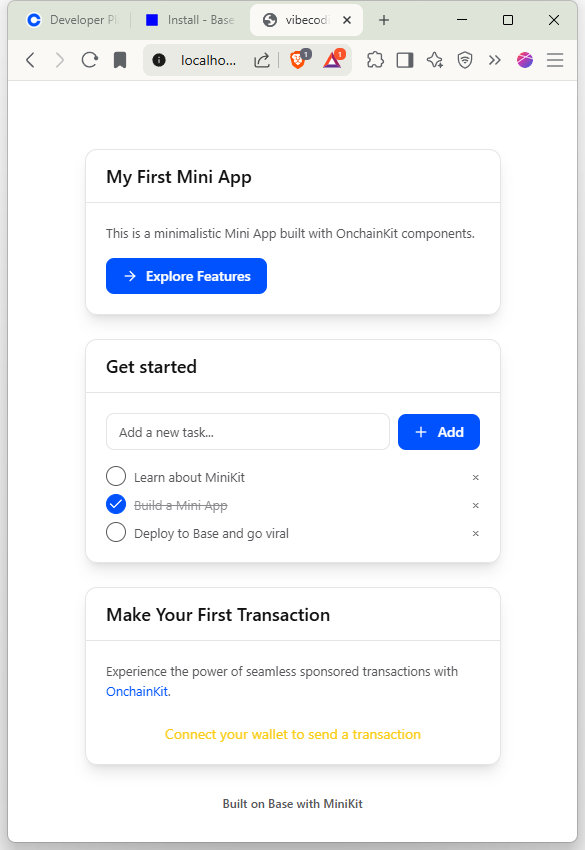 Developer Pl
Install - Base
vibecodi
localho...
1
1
My First Mini App
This is a minimalistic Mini App built with OnchainKit components.
Explore Features
Get started
Add a new task...
Add
Learn about MiniKit
Build a Mini App
Deploy to Base and go viral
Make Your First Transaction
Experience the power of seamless sponsored transactions with
OnchainKit.
Connect your wallet to send a transaction
Built on Base with MiniKit